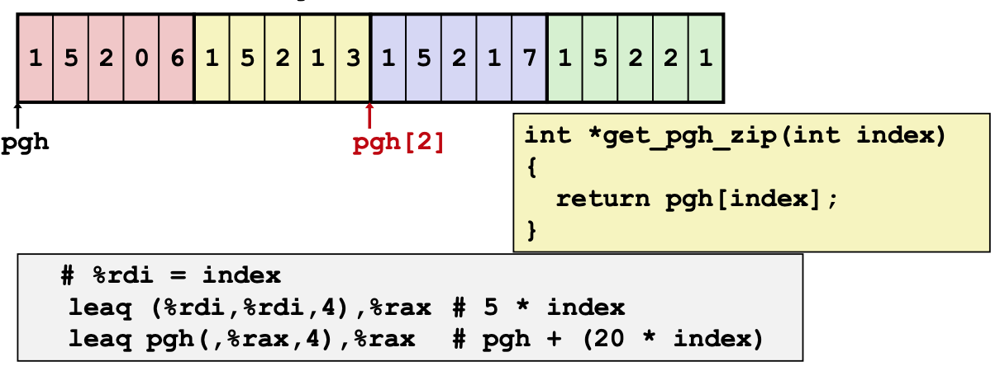 1 5 2 0 6 1 5 2 1 3 1 5 2 1 7 1 5 2 2 1
pgh
pgh[2]
int *get_pgh_zip(int index)
{
return pgh[index];
}
# %rdi = index
leaq (%rdi,%rdi,4),%rax # 5 * index
leaq pgh(,%rax,4),%rax # pgh + (20 * index)